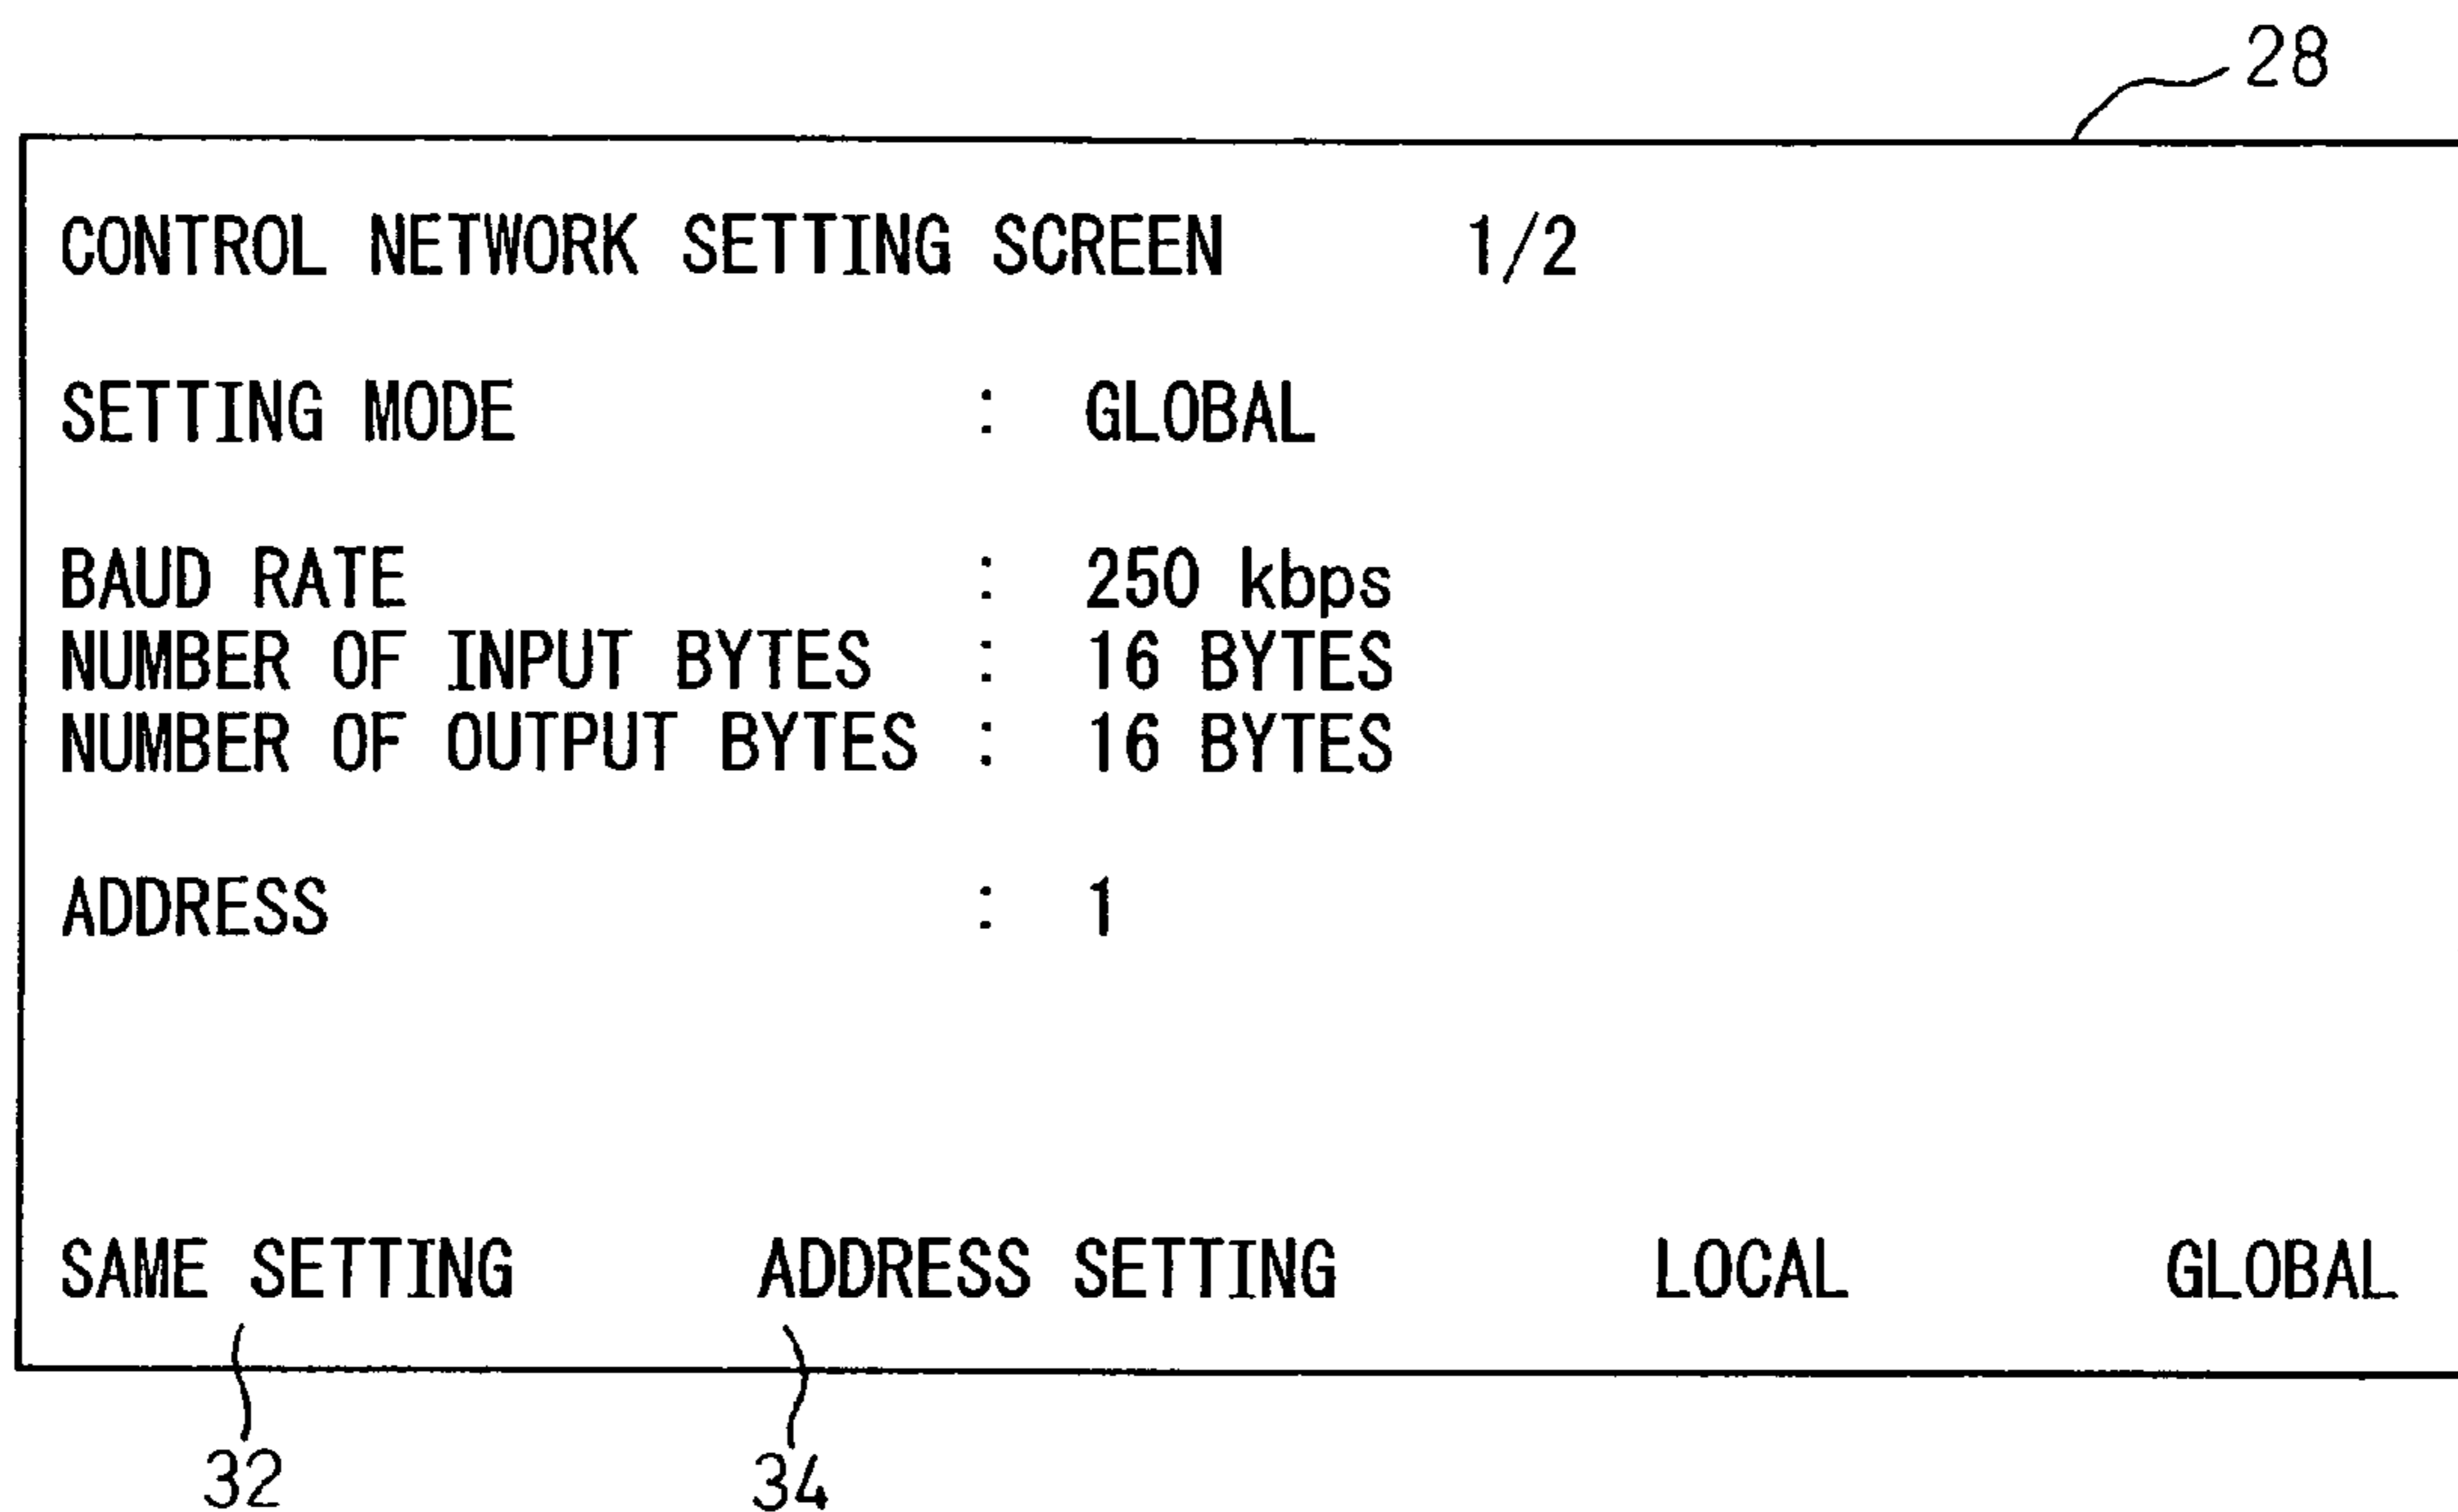 28
CONTROL NETWORK SETTING SCREEN 1/2
SETTING MODE : GLOBAL
BAUD RATE : 250 kbps
NUMBER OF INPUT BYTES : 16 BYTES
NUMBER OF OUTPUT BYTES : 16 BYTES
ADDRESS : 1
SAME SETTING ADDRESS SETTING LOCAL GLOBAL
32 34